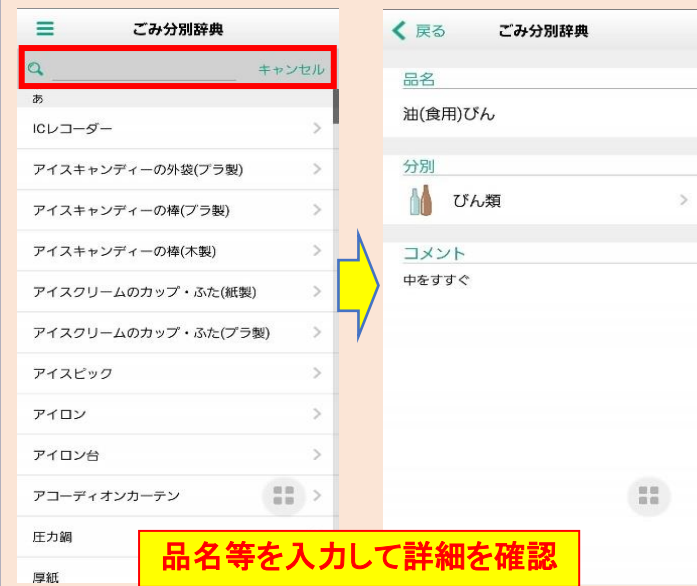 ごみ分別辞典
キャンセル
あ
ICレコーダー
アイスキャンディーの外袋(プラ製)
アイスキャンディーの棒(プラ製)
アイスキャンディーの棒(木製)
アイスクリームのカップ・ふた(紙製)
アイスクリームのカップ・ふた(プラ製)
アイスピック
アイロン
アイロン台
アコーディオンカーテン
圧力鍋
厚紙
戻る
ごみ分別辞典
品名
油(食用)びん
分別
びん類
コメント
中をすすぐ
品名等を入力して詳細を確認